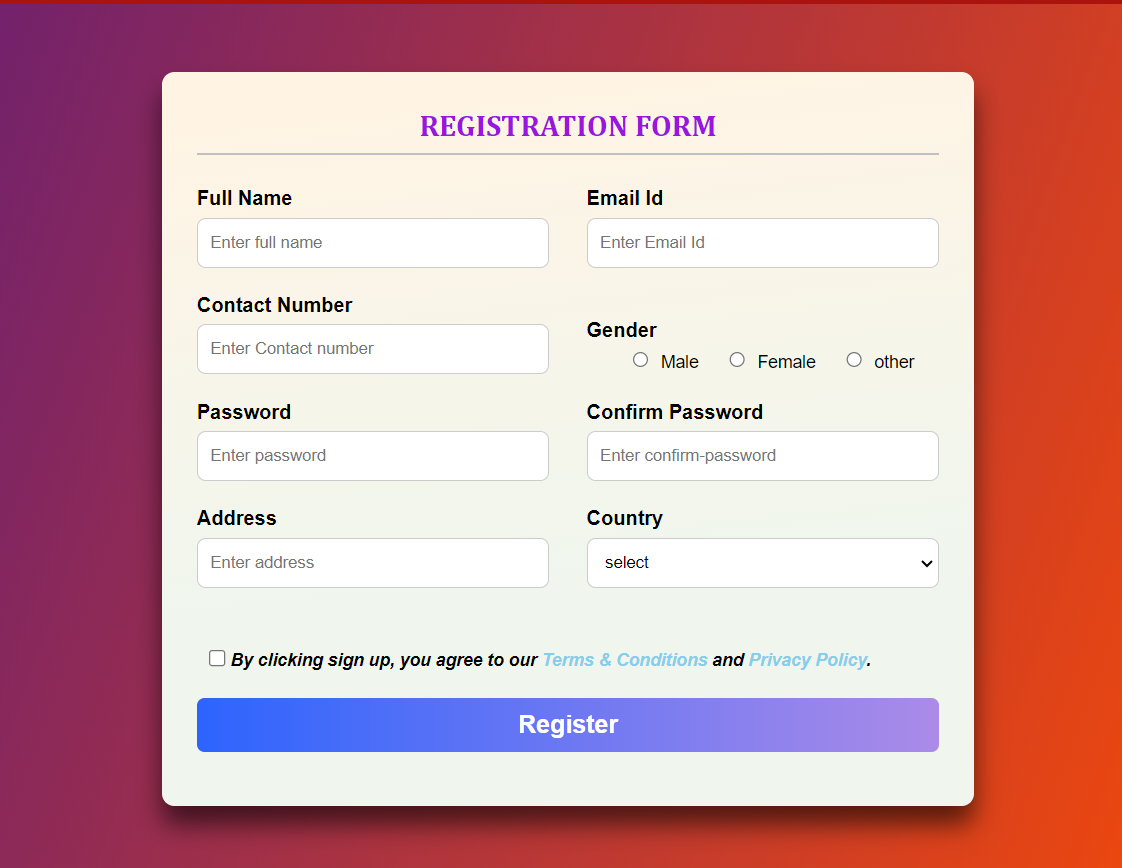 REGISTRATION FORM
Full Name
Email Id
Enter full name
Enter Email Id
Contact Number
Gender
Enter Contact number
Male Female other
Password
Confirm Password
Enter password
Enter confirm-password
Address
Country
Enter address
select
By clicking sign up, you agree to our Terms & Conditions and Privacy Policy.
Register